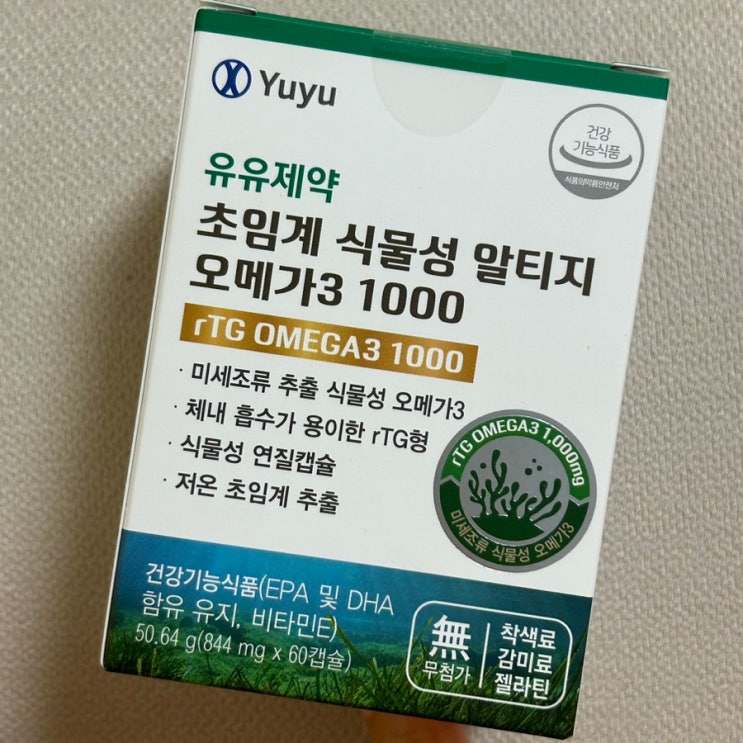 Yuyu
건강
기능식품
식품의약품안전처
유유제약
초임계 식물성 알티지
오메가3 1000
rTG OMEGA3 1000
· 미세조류 추출 식물성 오메가3
· 체내 흡수가 용이한 rTG형
· 식물성 연질캡슐
· 저온 초임계 추출
rTG OMEGA3 1,000mg
미세조류 식물성 오메가3
건강기능식품(EPA 및 DHA
함유 유지, 비타민E)
50.64 g(844 mg x 60캡슐)
無
무첨가
착색료
감미료
젤라틴